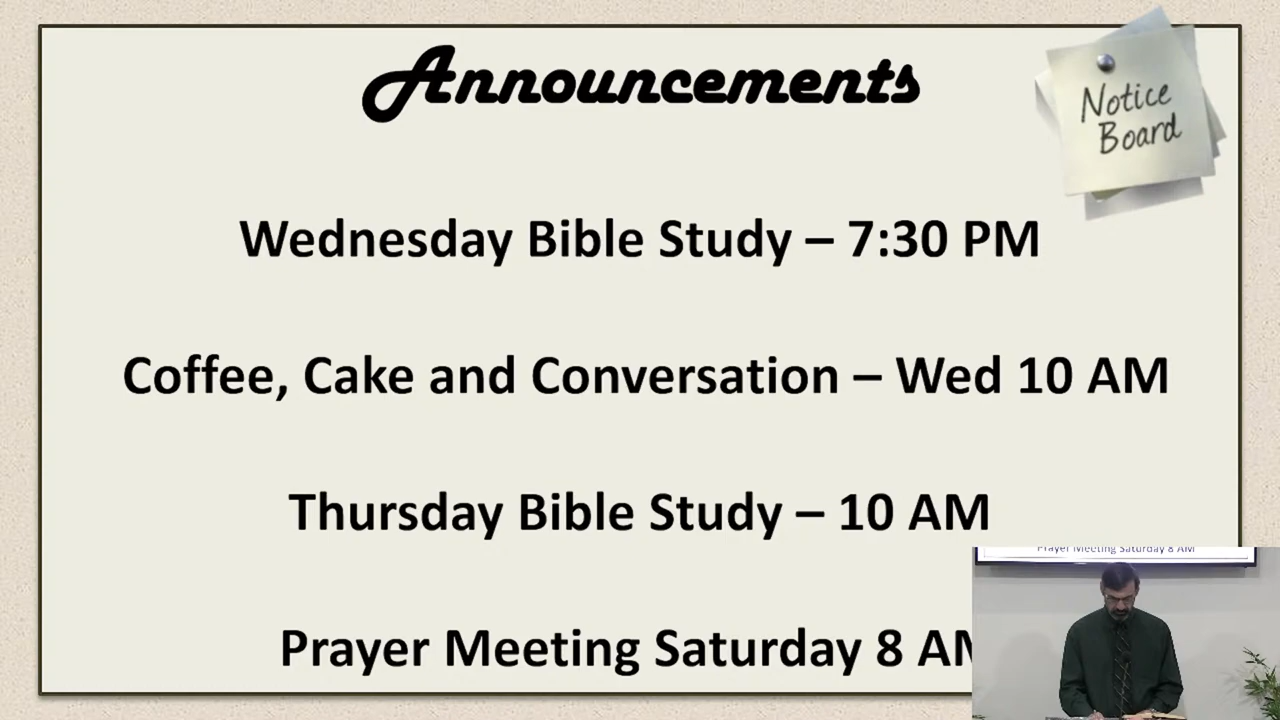 Announcements
Notice
Board
Wednesday Bible Study – 7:30 PM
Coffee, Cake and Conversation – Wed 10 AM
Thursday Bible Study – 10 AM
Prayer Meeting Saturday 8 AM
Prayer Meeting Saturday 8 AM